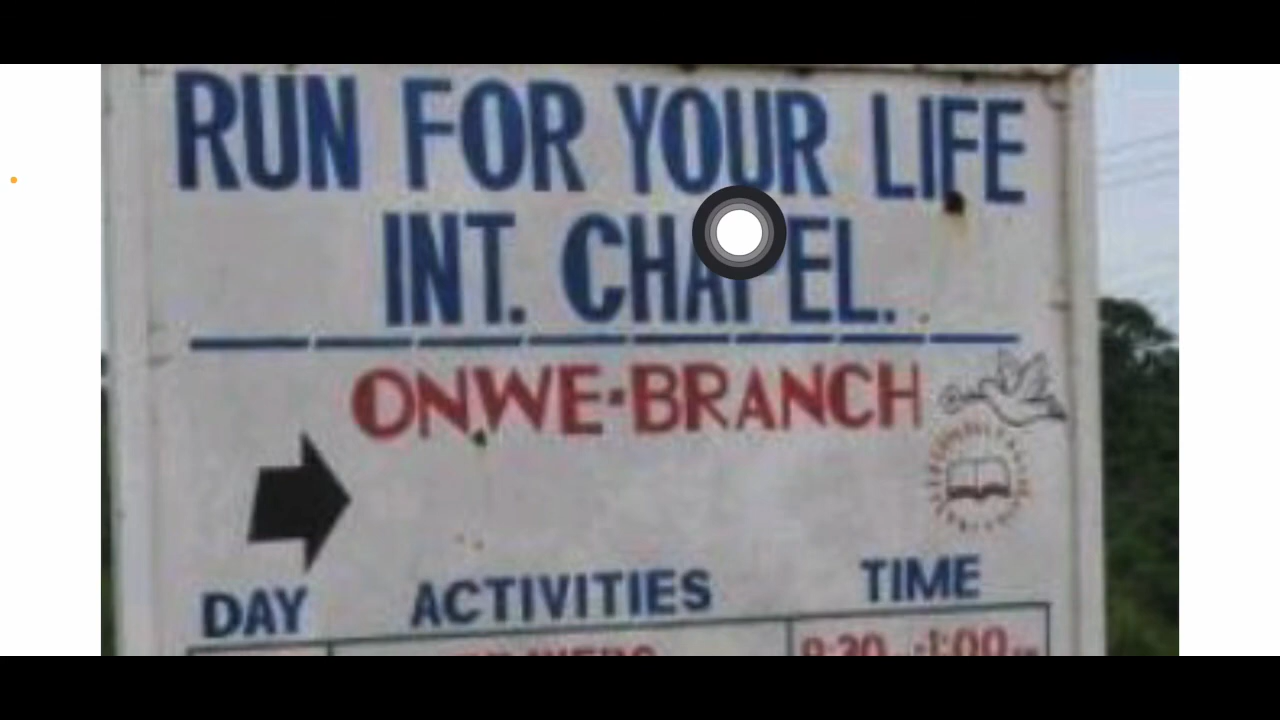 RUN FOR YOUR LIFE
INT. CHAPEL.
ONWE-BRANCH
DAY ACTIVITIES TIME